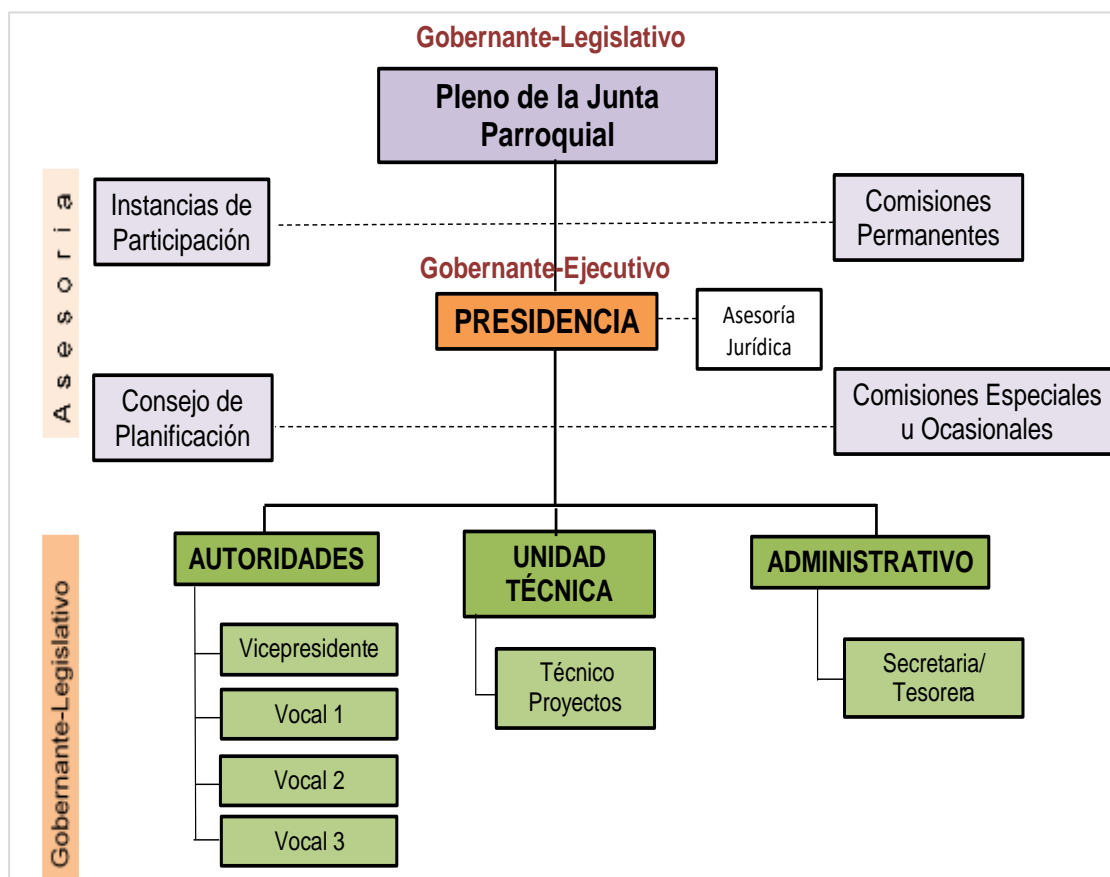 Gobernante-Legislativo
Pleno de la Junta
Parroquial
Asesoria
Instancias de
Participación
Comisiones
Permanentes
Gobernante-Ejecutivo
PRESIDENCIA
Asesoría
Jurídica
Consejo de
Planificación
Comisiones Especiales
u Ocasionales
Gobernante-Legislativo
AUTORIDADES
UNIDAD
TÉCNICA
ADMINISTRATIVO
Vicepresidente
Vocal 1
Vocal 2
Vocal 3
Técnico
Proyectos
Secretaria/
Tesorera